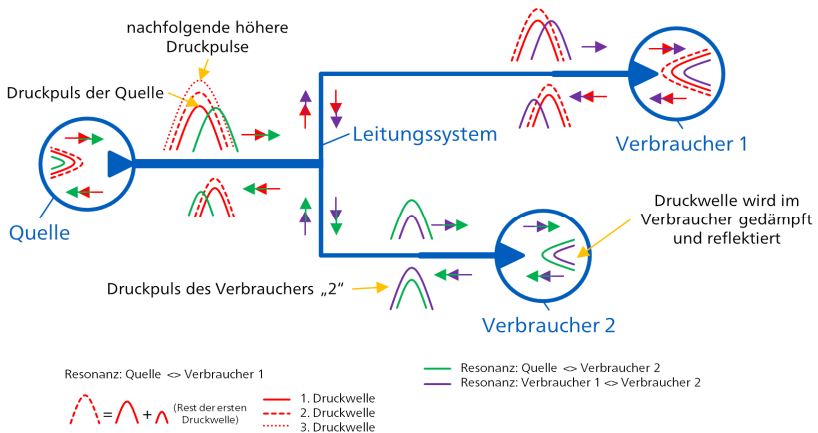 nachfolgende höhere
Druckpulse
Druckpuls der Quelle
Leitungssystem
Verbraucher 1
Quelle
Druckwelle wird im
Verbraucher gedämpft
und reflektiert
Druckpuls des Verbrauchers „2“
Verbraucher 2
Resonanz: Quelle <> Verbraucher 1
= + (Rest der ersten
Druckwelle)
1. Druckwelle
2. Druckwelle
3. Druckwelle
Resonanz: Quelle <> Verbraucher 2
Resonanz: Verbraucher 1 <> Verbraucher 2